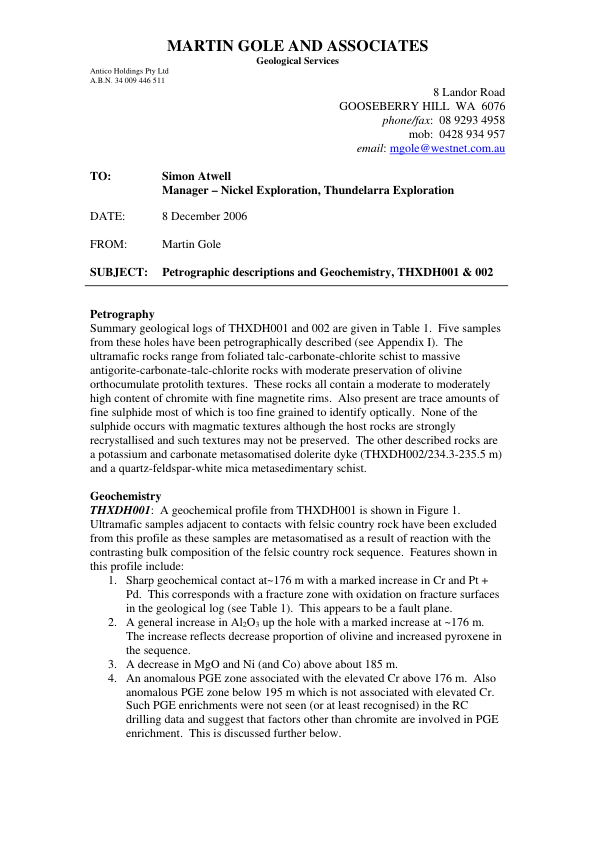 MARTIN GOLE AND ASSOCIATES
Geological Services
Antico Holdings Pty Ltd
A.B.N. 34 009 446 511
8 Landor Road
GOOSEBERRY HILL WA 6076
phone/fax: 08 9293 4958
mob: 0428 934 957
email: mgole@westnet.com.au
TO: Simon Atwell
Manager – Nickel Exploration, Thundelarra Exploration
DATE: 8 December 2006
FROM: Martin Gole
SUBJECT: Petrographic descriptions and Geochemistry, THXDH001 & 002
Petrography
Summary geological logs of THXDH001 and 002 are given in Table 1. Five samples
from these holes have been petrographically described (see Appendix I). The
ultramafic rocks range from foliated talc-carbonate-chlorite schist to massive
antigorite-carbonate-talc-chlorite rocks with moderate preservation of olivine
orthocumulate protolith textures. These rocks all contain a moderate to moderately
high content of chromite with fine magnetite rims. Also present are trace amounts of
fine sulphide most of which is too fine grained to identify optically. None of the
sulphide occurs with magmatic textures although the host rocks are strongly
recrystallised and such textures may not be preserved. The other described rocks are
a potassium and carbonate metasomatised dolerite dyke (THXDH002/234.3-235.5 m)
and a quartz-feldspar-white mica metasedimentary schist.
Geochemistry
THXDH001: A geochemical profile from THXDH001 is shown in Figure 1.
Ultramafic samples adjacent to contacts with felsic country rock have been excluded
from this profile as these samples are metasomatised as a result of reaction with the
contrasting bulk composition of the felsic country rock sequence. Features shown in
this profile include:
1. Sharp geochemical contact at~176 m with a marked increase in Cr and Pt +
Pd. This corresponds with a fracture zone with oxidation on fracture surfaces
in the geological log (see Table 1). This appears to be a fault plane.
2. A general increase in Al₂O₃ up the hole with a marked increase at ~176 m.
The increase reflects decrease proportion of olivine and increased pyroxene in
the sequence.
3. A decrease in MgO and Ni (and Co) above about 185 m.
4. An anomalous PGE zone associated with the elevated Cr above 176 m. Also
anomalous PGE zone below 195 m which is not associated with elevated Cr.
Such PGE enrichments were not seen (or at least recognised) in the RC
drilling data and suggest that factors other than chromite are involved in PGE
enrichment. This is discussed further below.